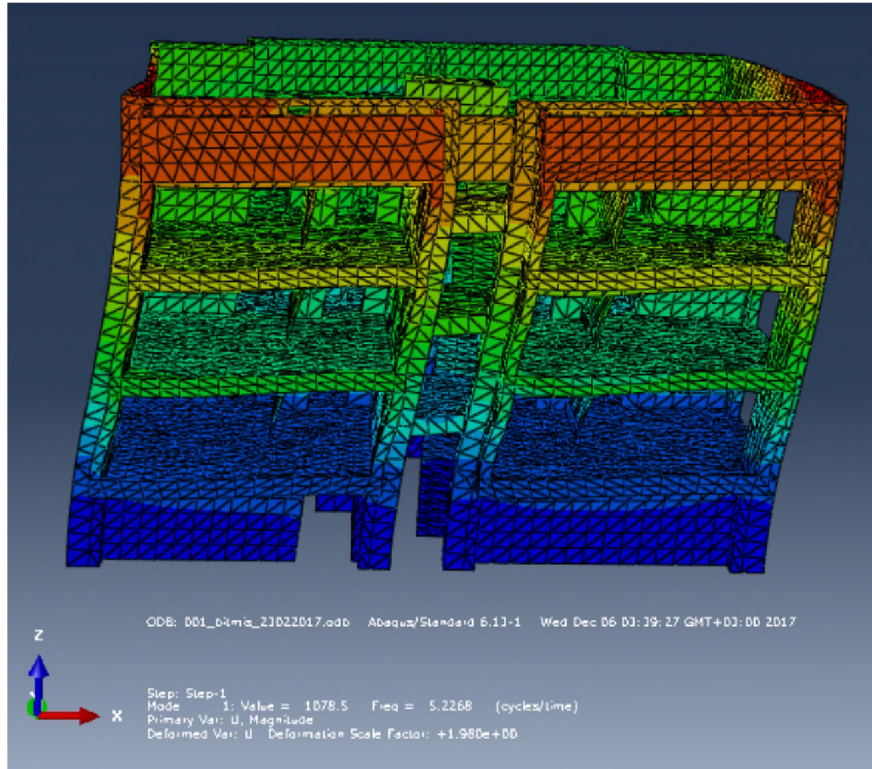 ODB: 001_bitmis_23022017.odb Abaqus/Standard 6.13-1 Wed Dec 06 03:39:27 GMT+03:00 2017
Z
X
Step: Step-1
Mode 1: Value = 1078.5 Freq = 5.2268 (cycles/time)
Primary Var: U, Magnitude
Deformed Var: U Deformation Scale Factor: +1.980e+00